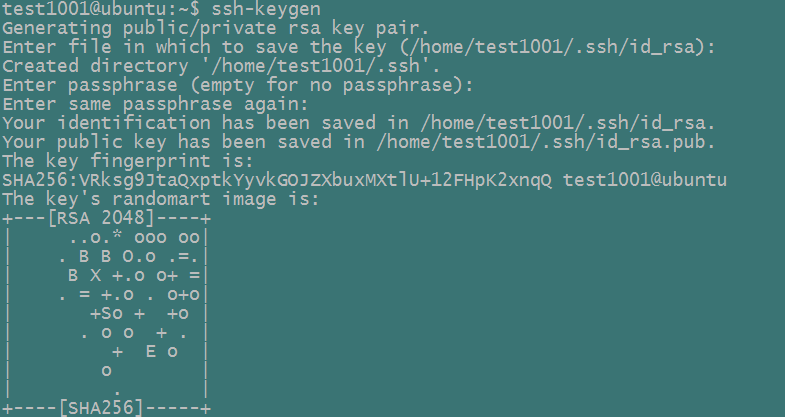 test1001@ubuntu:~$ ssh-keygen
Generating public/private rsa key pair.
Enter file in which to save the key (/home/test1001/.ssh/id_rsa):
Created directory '/home/test1001/.ssh'.
Enter passphrase (empty for no passphrase):
Enter same passphrase again:
Your identification has been saved in /home/test1001/.ssh/id_rsa.
Your public key has been saved in /home/test1001/.ssh/id_rsa.pub.
The key fingerprint is:
SHA256:VRksg9JtaQxptkYyvkGOJZXbuxMXtlU+12FHpK2xnqQ test1001@ubuntu
The key's randomart image is:
+---[RSA 2048]----+
|     ..o.* ooo oo|
|    . B B O.o .=.|
|     B X +.o o+ =|
|    . = +.o . o+o|
|       +So +  +o |
|      . o o  + . |
|         +  E o  |
|        o        |
|         .       |
+----[SHA256]-----+